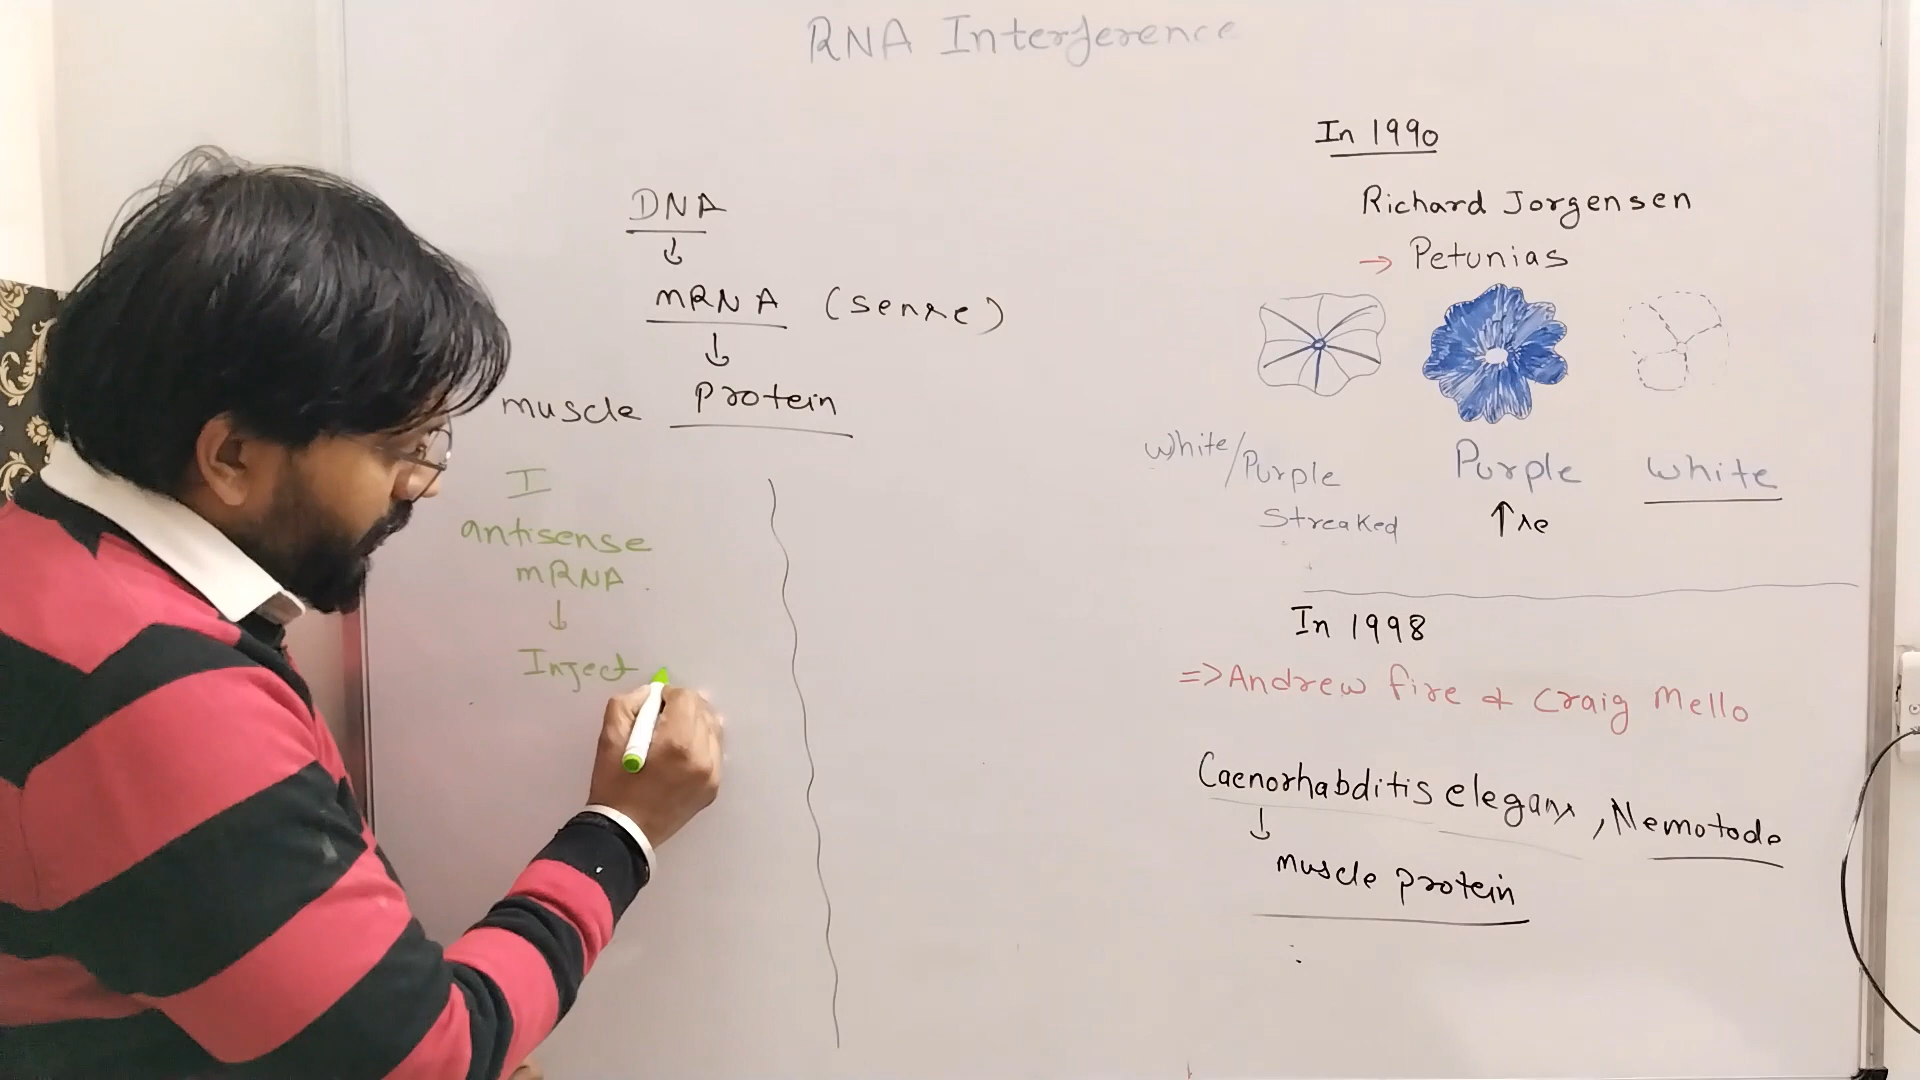 RNA Interference
DNA
mRNA (sense)
muscle protein
I
antisense
mRNA
Inject
In 1990
Richard Jorgensen
→ Petunias
White/Purple
Streaked
Purple
White
In 1998
=> Andrew fire & Craig Mello
Caenorhabditis elegans, Nemotode
muscle protein